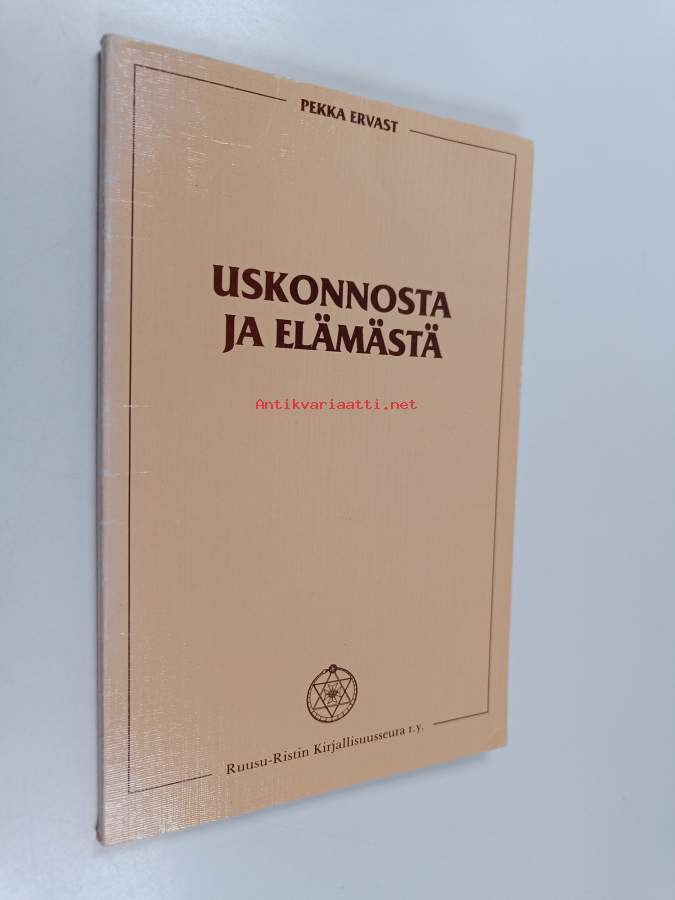 PEKKA ERVAST
USKONNOSTA
JA ELÄMÄSTÄ
Antikvariaatti.net
Ruusu-Ristin Kirjallisuusseura r.y.